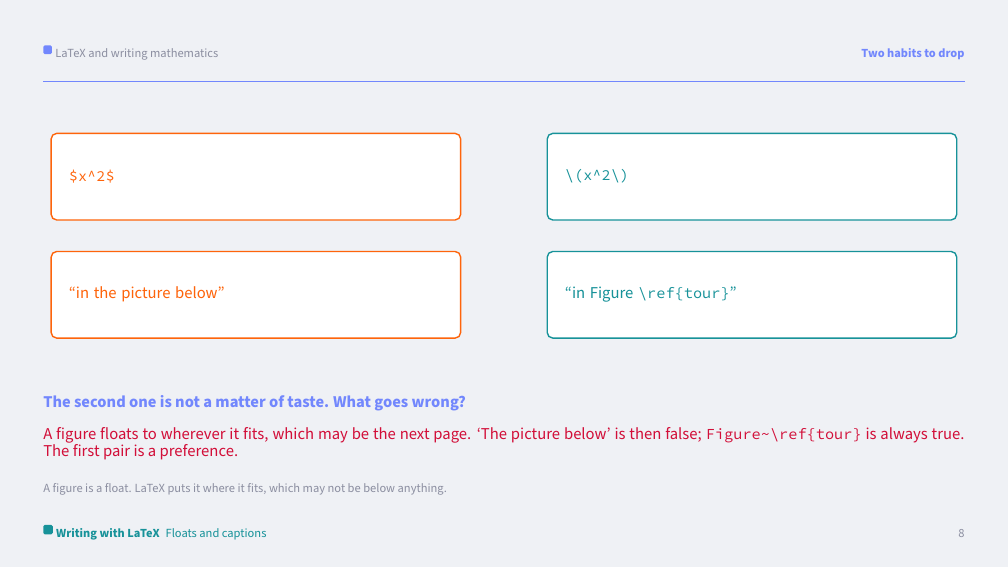 LaTeX and writing mathematics
Two habits to drop
$x^2$
\(x^2\)
“in the picture below”
“in Figure \ref{tour}”
The second one is not a matter of taste. What goes wrong?
A figure floats to wherever it fits, which may be the next page. ‘The picture below’ is then false; Figure~\ref{tour} is always true.
The first pair is a preference.
A figure is a float. LaTeX puts it where it fits, which may not be below anything.
Writing with LaTeX Floats and captions
8